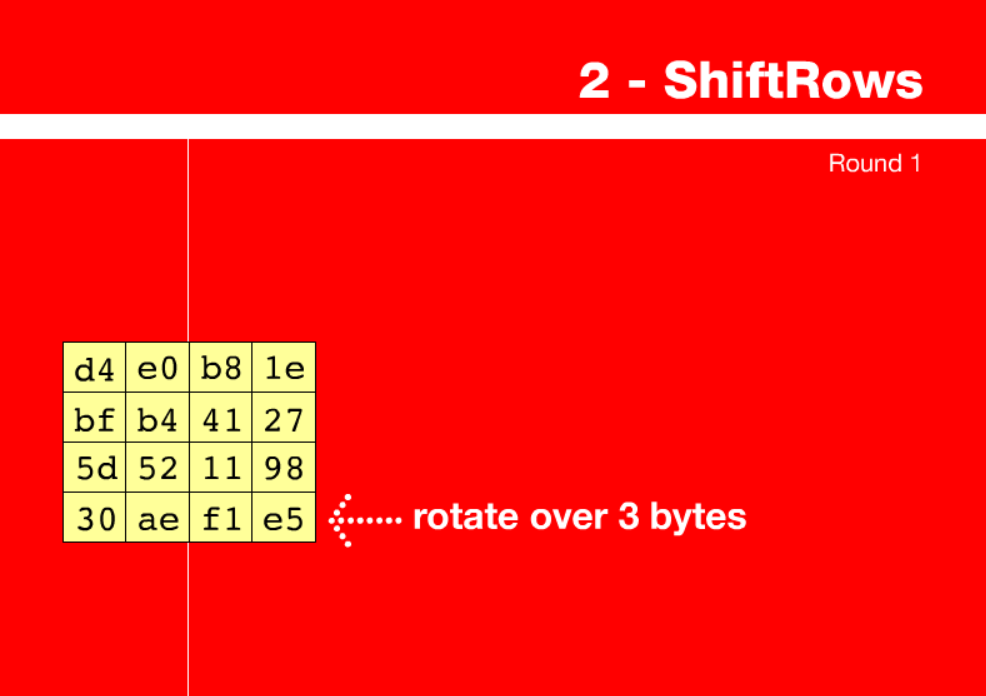 2 - ShiftRows
Round 1
d4 e0 b8 1e
bf b4 41 27
5d 52 11 98
30 ae f1 e5
rotate over 3 bytes